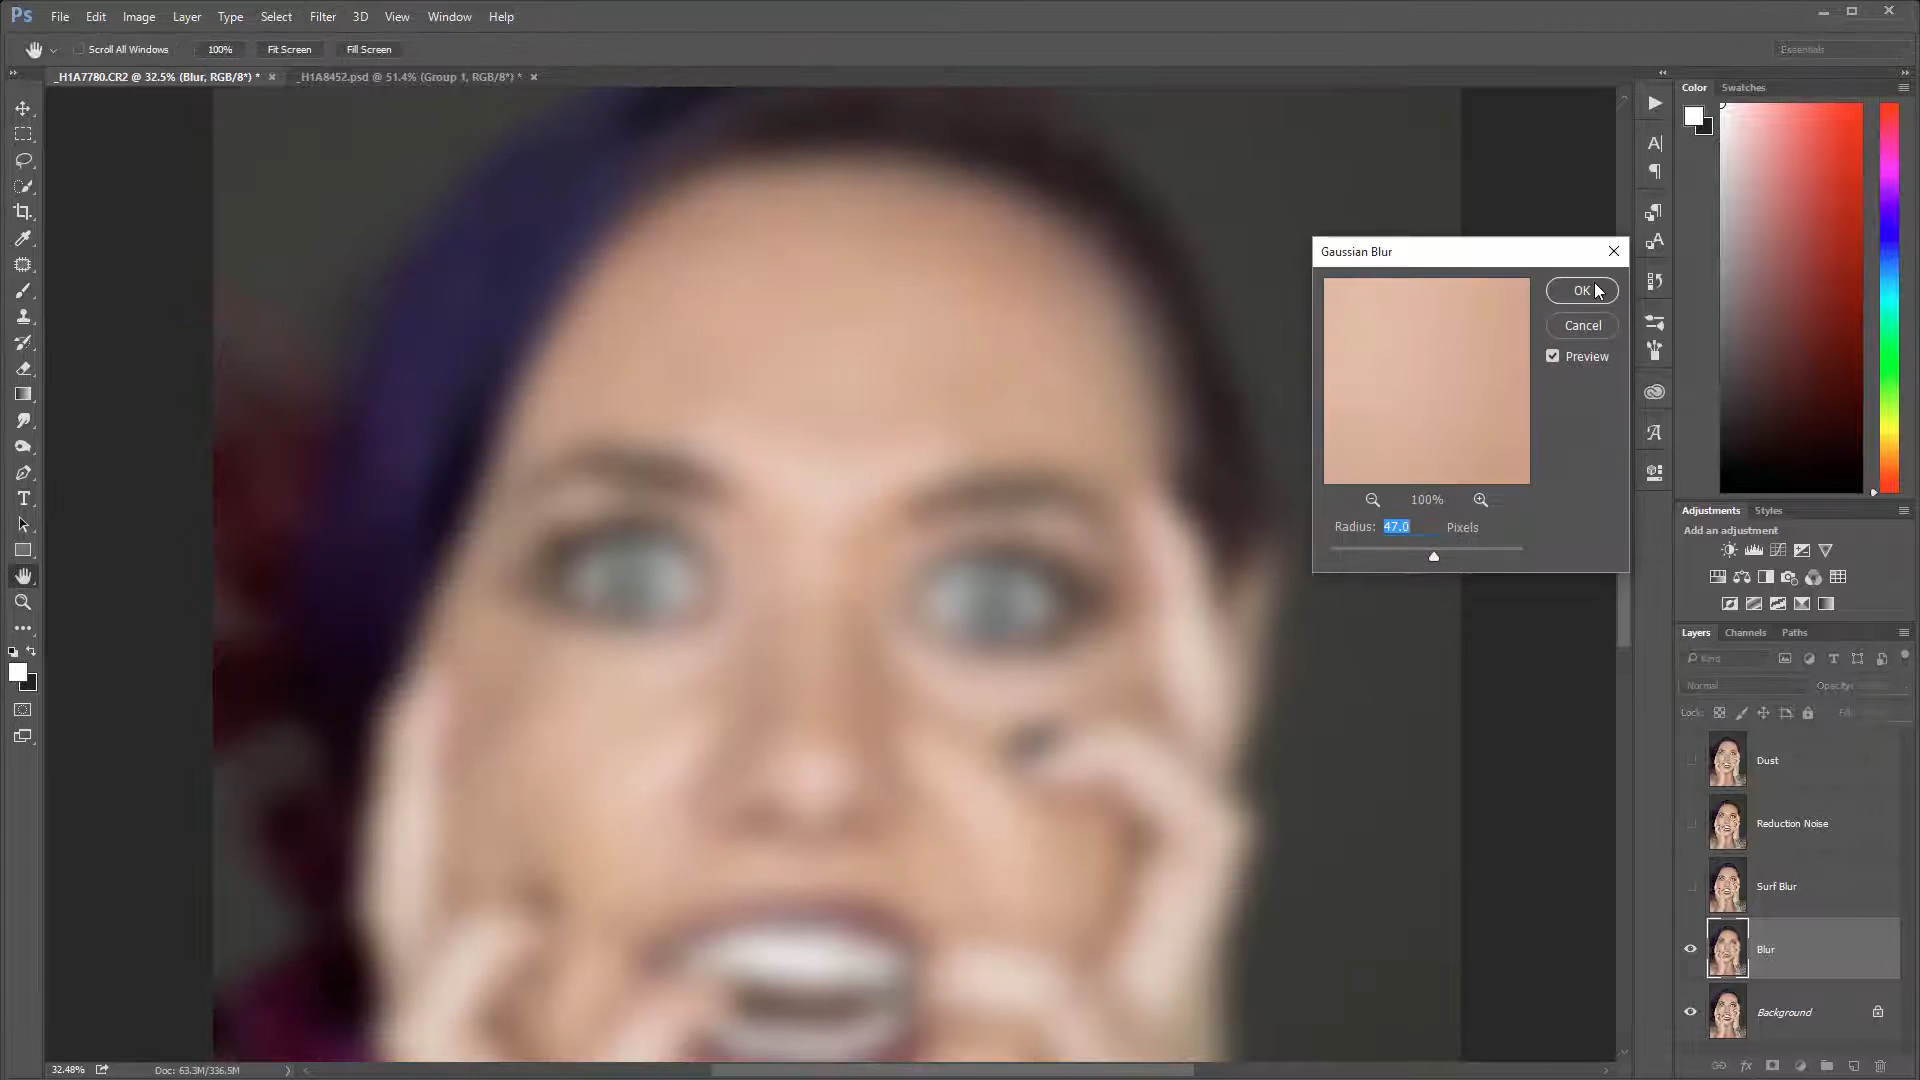 Ps File Edit Image Layer Type Select Filter 3D View Window Help
Scroll All Windows 100% Fit Screen Fill Screen Essentials
_H1A7780.CR2 @ 32.5% (Blur, RGB/8*) * × _H1A8452.psd @ 51.4% (Group 1, RGB/8*) * ×
Color Swatches
Gaussian Blur
OK
Cancel
Preview
100%
Radius: 47.0 Pixels
Adjustments Styles
Add an adjustment
Layers Channels Paths
Kind
Normal Opacity:
Lock: Fill:
Dust
Reduction Noise
Surf Blur
Blur
Background
32.48% Doc: 63.3M/336.5M